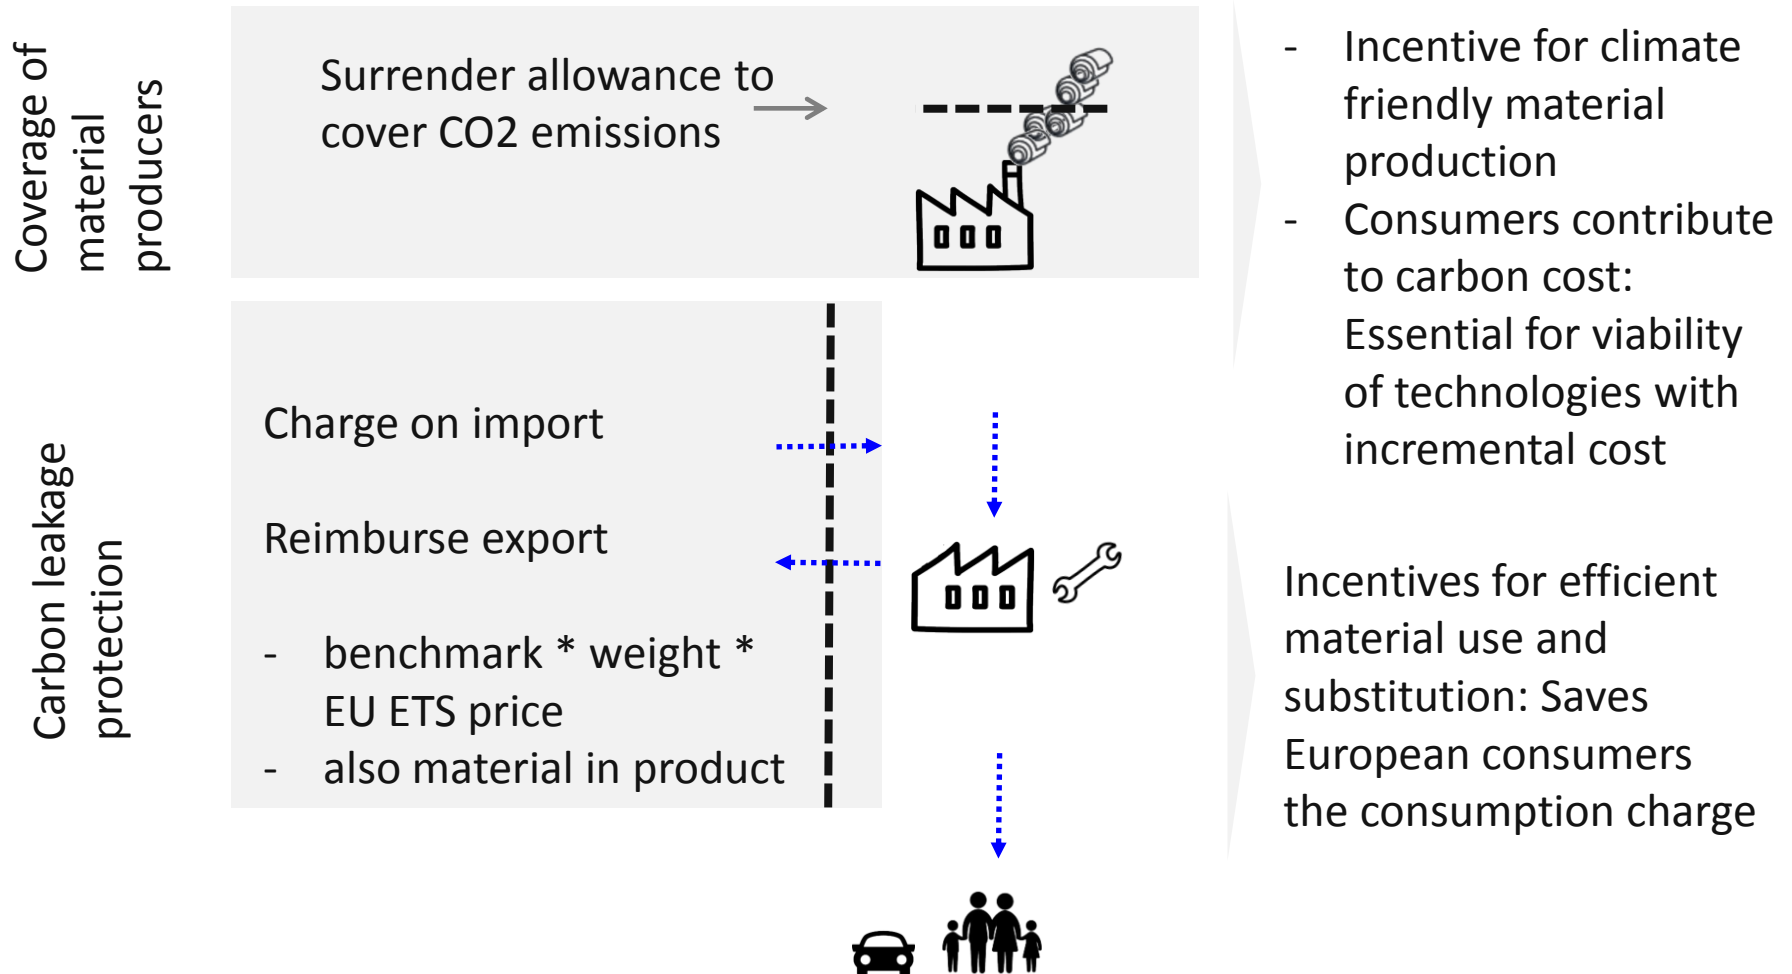 Coverage of
material
producers
Surrender allowance to
cover CO2 emissions
- Incentive for climate
friendly material
production
- Consumers contribute
to carbon cost:
Essential for viability
of technologies with
incremental cost
Carbon leakage
protection
Charge on import
Reimburse export
- benchmark * weight *
EU ETS price
- also material in product
Incentives for efficient
material use and
substitution: Saves
European consumers
the consumption charge